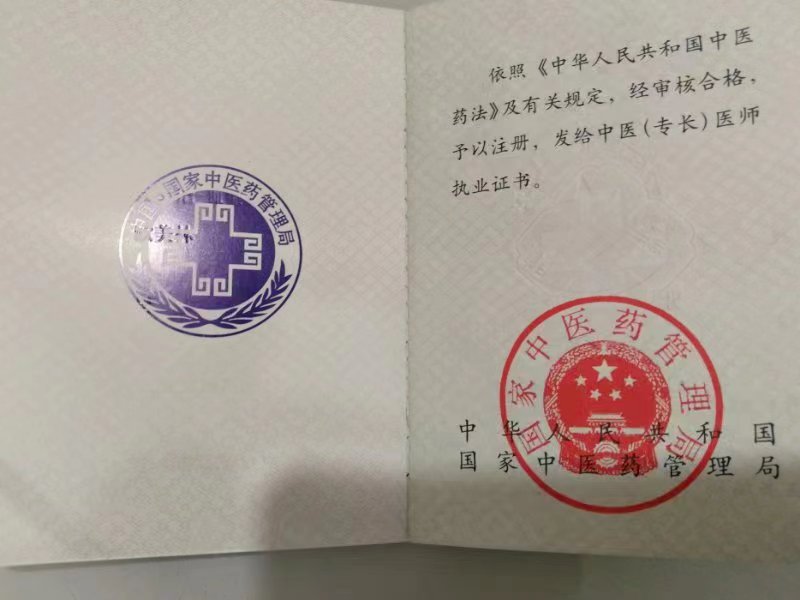 国家中医药管理局
依照《中华人民共和国中医
药法》及有关规定，经审核合格，
予以注册，发给中医(专长)医师
执业证书。
国家中医药管理局
中华人民共和国
国家中医药管理局